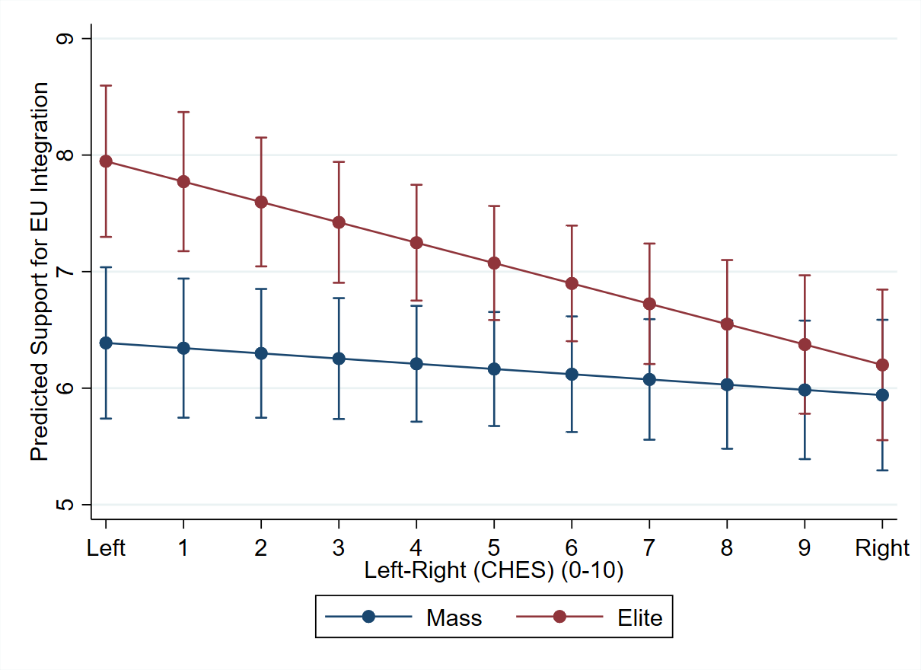 Predicted Support for EU Integration
9
8
7
6
5
Left 1 2 3 4 5 6 7 8 9 Right
Left-Right (CHES) (0-10)
Mass Elite